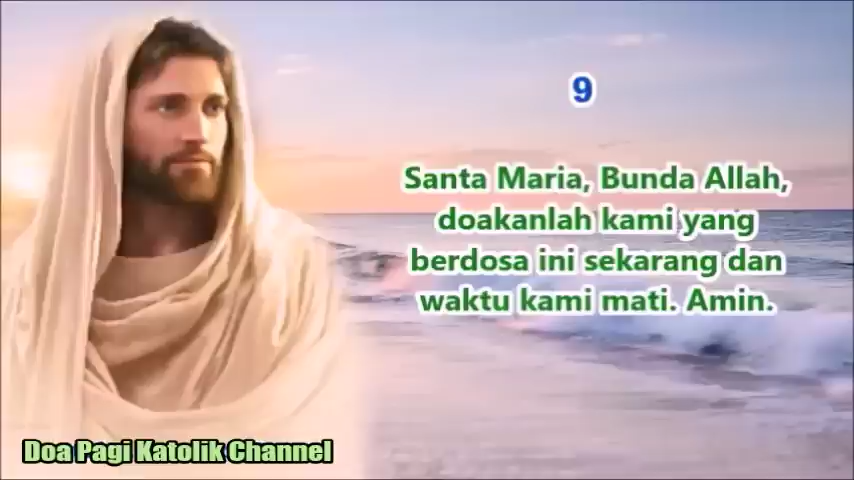 9
Santa Maria, Bunda Allah,
doakanlah kami yang
berdosa ini sekarang dan
waktu kami mati. Amin.
Doa Pagi Katolik Channel